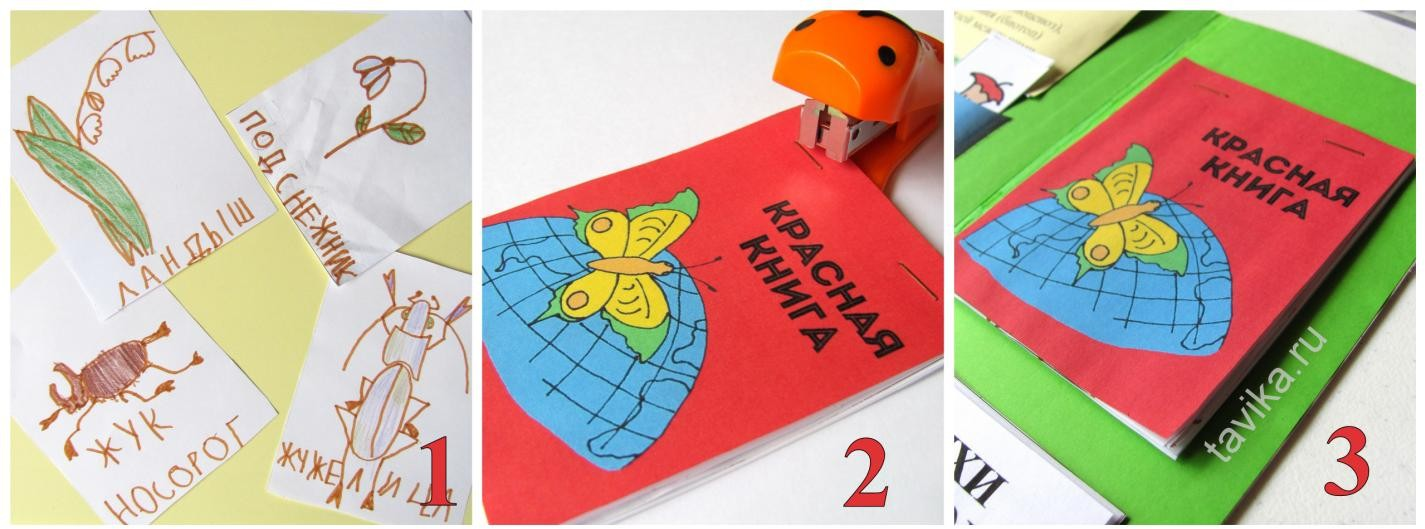 ЛАНДЫШ
ПОДСНЕЖНИК
ЖУК
НОСОРОГ
ЖУЖЕЛИЦА
1
КРАСНАЯ
КНИГА
2
КРАСНАЯ
КНИГА
tavika.ru
3